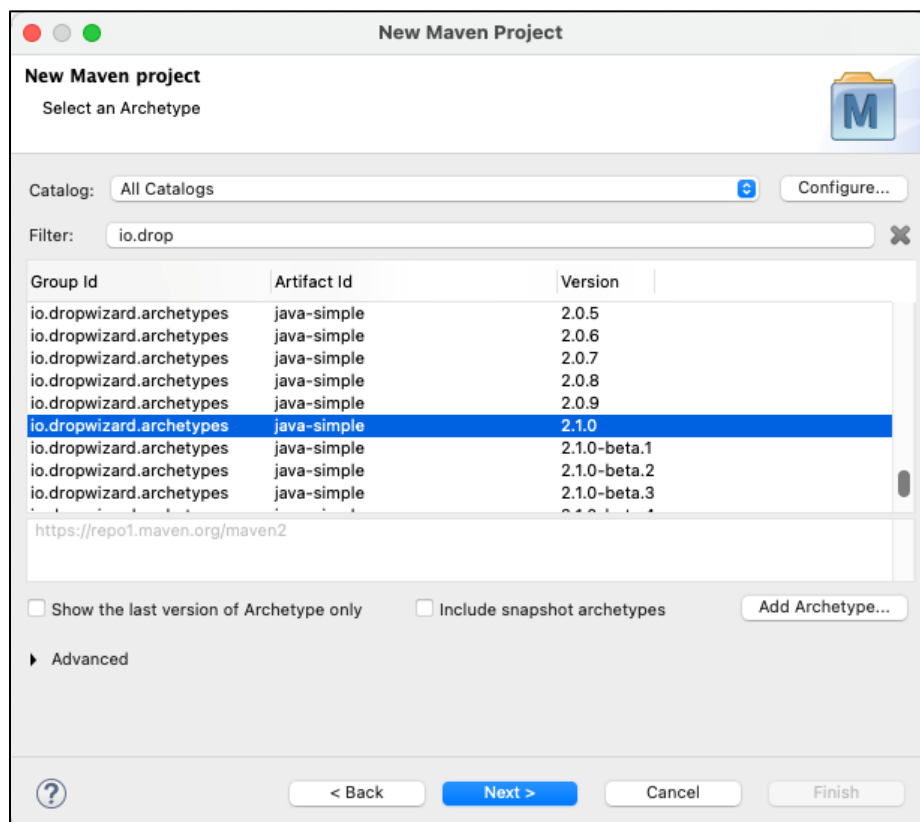 New Maven Project
New Maven project
Select an Archetype
M
Catalog: All Catalogs Configure...
Filter: io.drop
Group Id Artifact Id Version
io.dropwizard.archetypes java-simple 2.0.5
io.dropwizard.archetypes java-simple 2.0.6
io.dropwizard.archetypes java-simple 2.0.7
io.dropwizard.archetypes java-simple 2.0.8
io.dropwizard.archetypes java-simple 2.0.9
io.dropwizard.archetypes java-simple 2.1.0
io.dropwizard.archetypes java-simple 2.1.0-beta.1
io.dropwizard.archetypes java-simple 2.1.0-beta.2
io.dropwizard.archetypes java-simple 2.1.0-beta.3
https://repo1.maven.org/maven2
Show the last version of Archetype only Include snapshot archetypes Add Archetype...
Advanced
? < Back Next > Cancel Finish